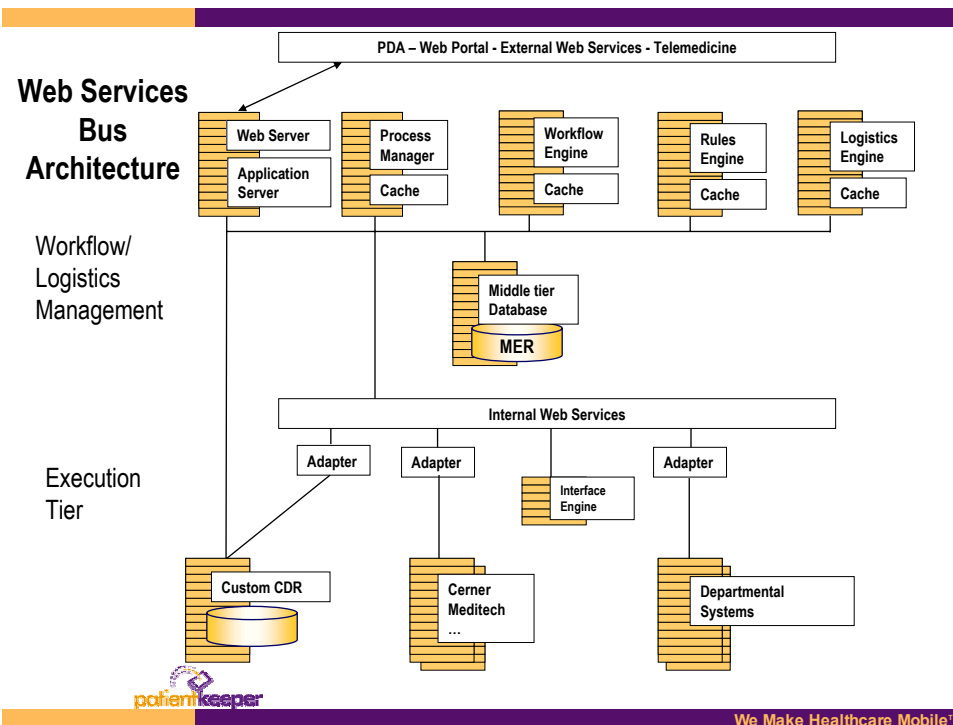 PDA – Web Portal - External Web Services - Telemedicine
Web Services
Bus
Architecture
Web Server
Application
Server
Process
Manager
Cache
Workflow
Engine
Cache
Rules
Engine
Cache
Logistics
Engine
Cache
Workflow/
Logistics
Management
Middle tier
Database
MER
Internal Web Services
Adapter
Adapter
Adapter
Execution
Tier
Interface
Engine
Custom CDR
Cerner
Meditech
…
Departmental
Systems
patientkeeper
We Make Healthcare Mobile™